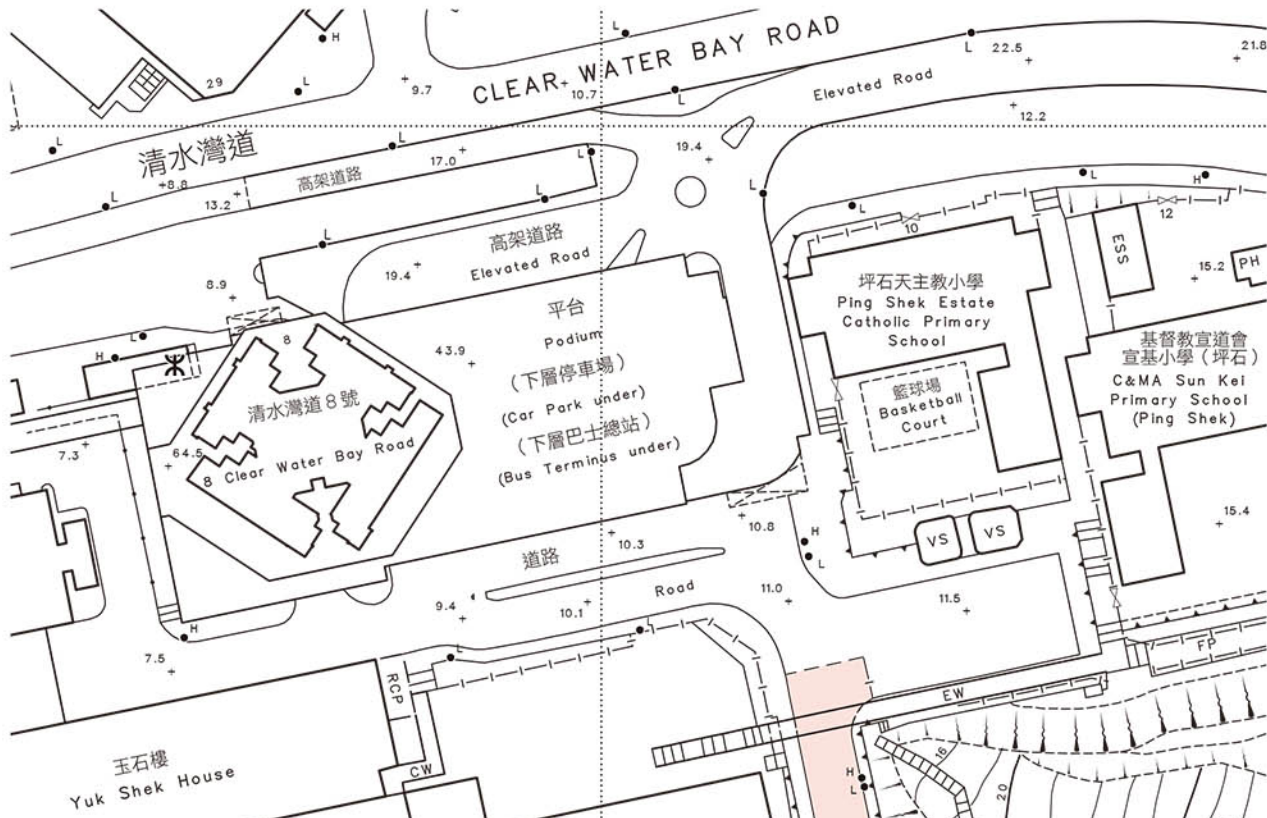 CLEAR WATER BAY ROAD
清水灣道
H
L
L
29
9.7
10.7
L
L
22.5
21.8
Elevated Road
12.2
L
L
17.0
L
19.4
高架道路
8.8
13.2
L
L
L
L
L
H
10
12
高架道路
Elevated Road
19.4
8.9
ESS
15.2
PH
坪石天主教小學
Ping Shek Estate
Catholic Primary
School
平台
Podium
(下層停車場)
(Car Park under)
(下層巴士總站)
(Bus Terminus under)
43.9
L
H
8
清水灣道8號
8 Clear Water Bay Road
64.5
7.3
籃球場
Basketball
Court
基督教宣道會
宣基小學(坪石)
C&MA Sun Kei
Primary School
(Ping Shek)
15.4
10.8
H
L
VS
VS
道路
Road
10.3
9.4
10.1
11.0
11.5
H
7.5
L
L
RCP
CW
EW
FP
玉石樓
Yuk Shek House
H
L
16
20